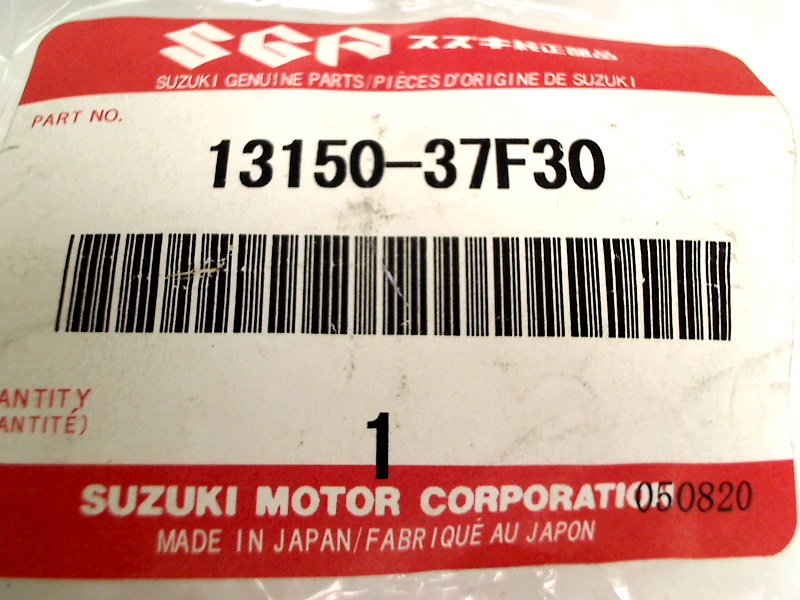 SGP スズキ純正部品
SUZUKI GENUINE PARTS/PIÈCES D'ORIGINE DE SUZUKI
PART NO.
13150-37F30
ANTITY
ANTITÉ)
1
SUZUKI MOTOR CORPORATION 050820
MADE IN JAPAN/FABRIQUÉ AU JAPON